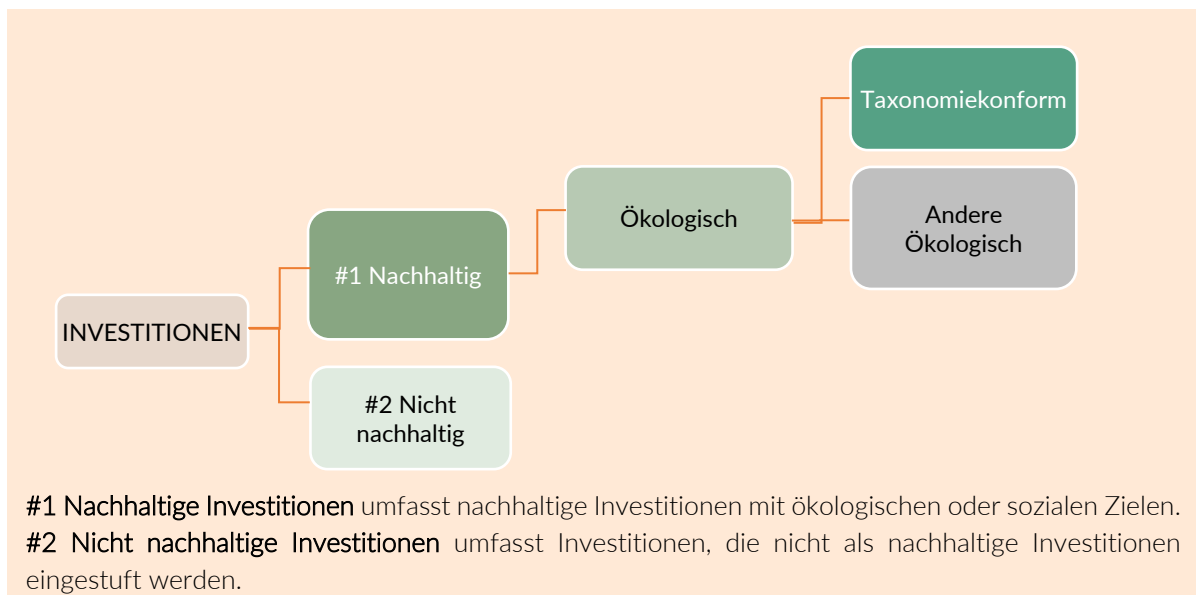 Taxonomiekonform
Ökologisch
Andere
Ökologisch
#1 Nachhaltig
INVESTITIONEN
#2 Nicht
nachhaltig
#1 Nachhaltige Investitionen umfasst nachhaltige Investitionen mit ökologischen oder sozialen Zielen.
#2 Nicht nachhaltige Investitionen umfasst Investitionen, die nicht als nachhaltige Investitionen
eingestuft werden.